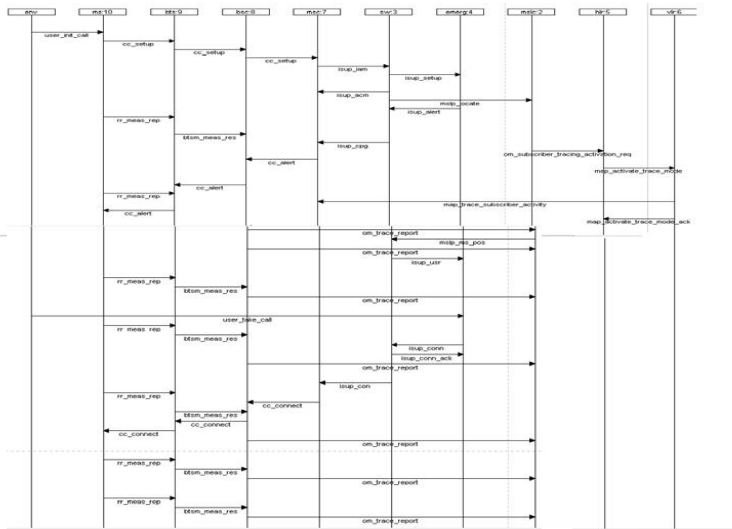 env ms:10 bts:9 bsc:8 msc:7 sw:3 emerg:4 mslc:2 hlr:5 vlr:6
user_init_call
cc_setup
cc_setup
cc_setup
isup_iam
isup_setup
isup_acm
mslp_locate
isup_alert
rr_meas_rep
btsm_meas_res
isup_cpg
om_subscriber_tracing_activation_req
cc_alert
map_activate_trace_mode
cc_alert
rr_meas_rep
map_trace_subscriber_activity
cc_alert
map_activate_trace_mode_ack
om_trace_report
mslp_ms_pos
om_trace_report
isup_usr
rr_meas_rep
btsm_meas_res
om_trace_report
user_take_call
rr_meas_rep
btsm_meas_res
isup_conn
isup_conn_ack
om_trace_report
isup_con
rr_meas_rep
cc_connect
btsm_meas_res
cc_connect
cc_connect
om_trace_report
rr_meas_rep
btsm_meas_res
om_trace_report
rr_meas_rep
btsm_meas_res
om_trace_report